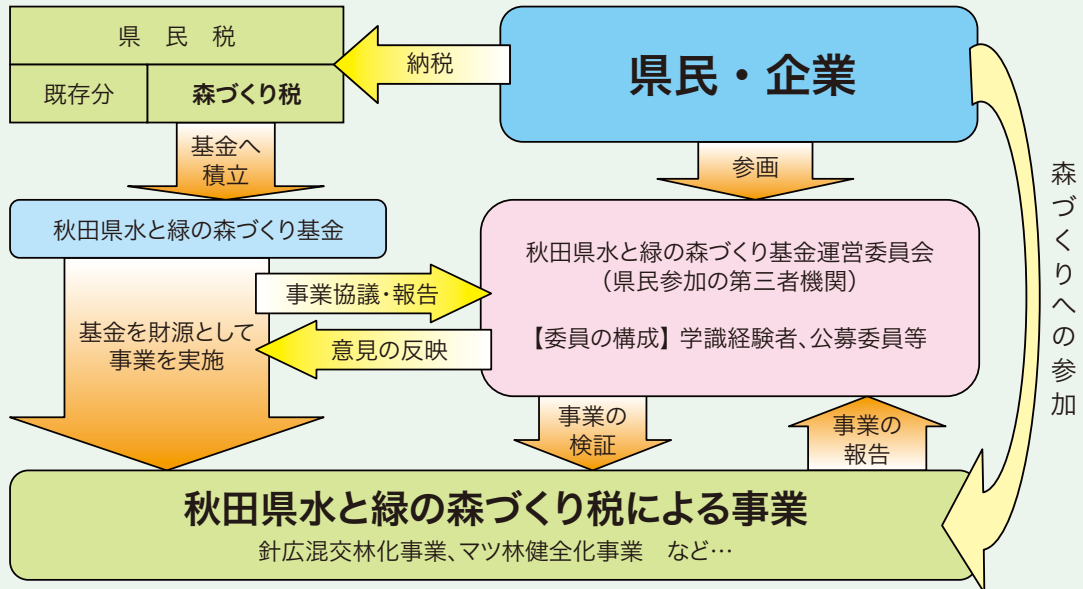 県 民 税
既存分
森づくり税
納税
県民・企業
基金へ
積立
参画
森づくりへの参加
秋田県水と緑の森づくり基金
秋田県水と緑の森づくり基金運営委員会
（県民参加の第三者機関）
【委員の構成】学識経験者、公募委員等
事業協議・報告
意見の反映
基金を財源として
事業を実施
事業の
検証
事業の
報告
秋田県水と緑の森づくり税による事業
針広混交林化事業、マツ林健全化事業　など…